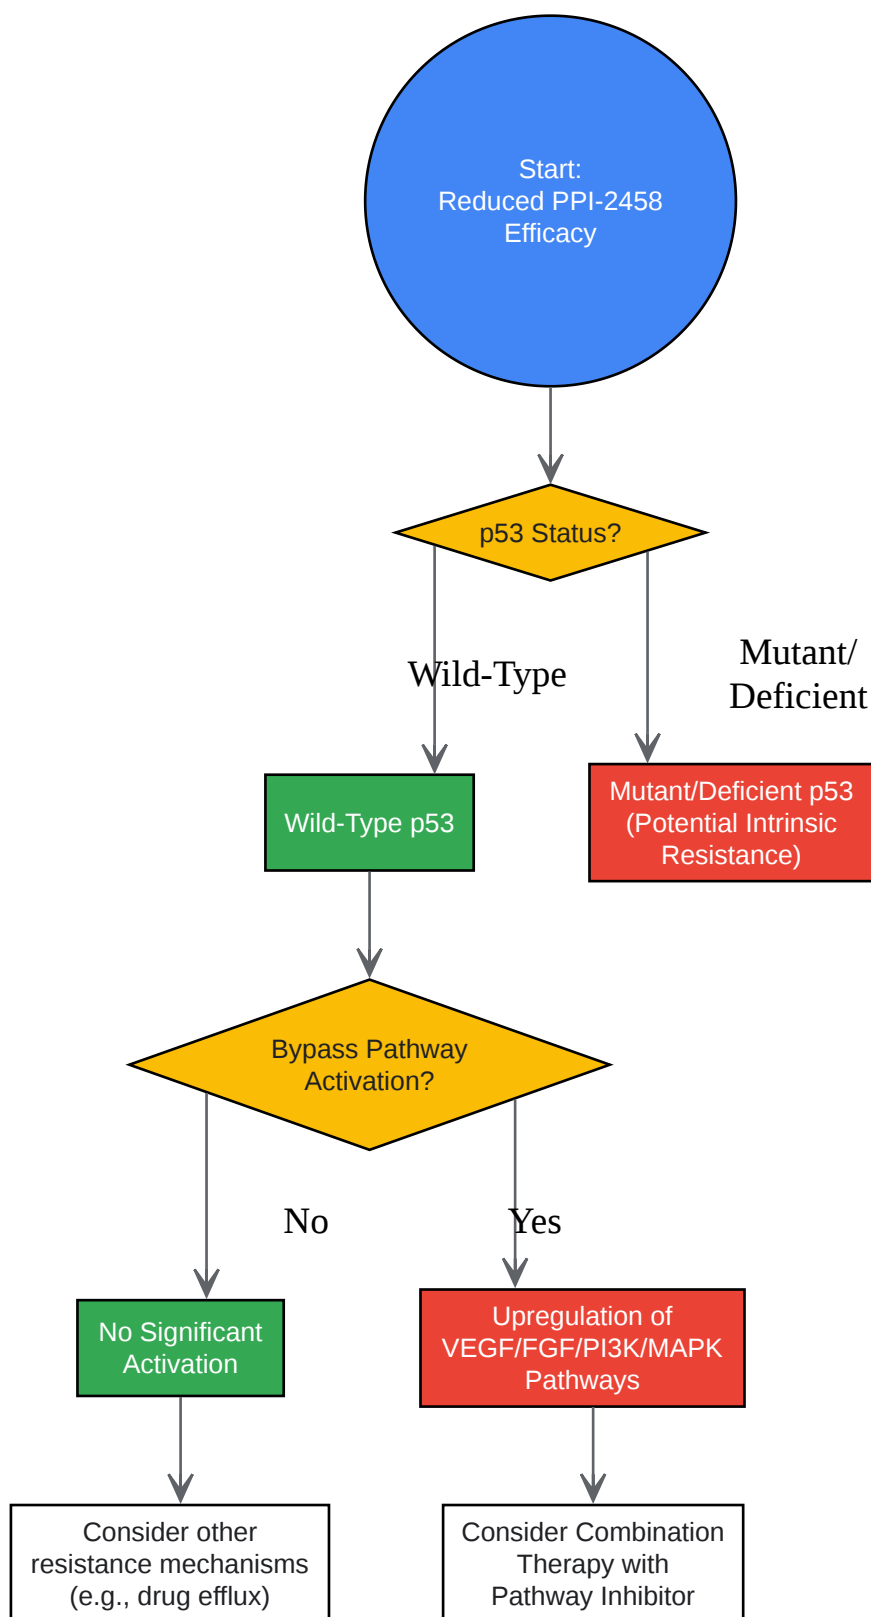 Start:
Reduced PPI-2458
Efficacy
p53 Status?
Wild-Type
Mutant/
Deficient
Wild-Type p53
Mutant/Deficient p53
(Potential Intrinsic
Resistance)
Bypass Pathway
Activation?
No
Yes
No Significant
Activation
Upregulation of
VEGF/FGF/PI3K/MAPK
Pathways
Consider other
resistance mechanisms
(e.g., drug efflux)
Consider Combination
Therapy with
Pathway Inhibitor